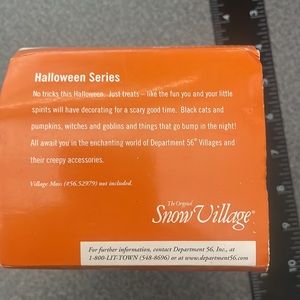 Halloween Series
No tricks this Halloween. Just treats – like the fun you and your little
spirits will have decorating for a scary good time. Black cats and
pumpkins, witches and goblins and things that go bump in the night!
All await you in the enchanting world of Department 56® Villages and
their creepy accessories.
Village Moss (#56.52979) not included.
The Original
Snow Village®
For further information, contact Department 56, Inc., at
1-800-LIT-TOWN (548-8696) or at www.department56.com